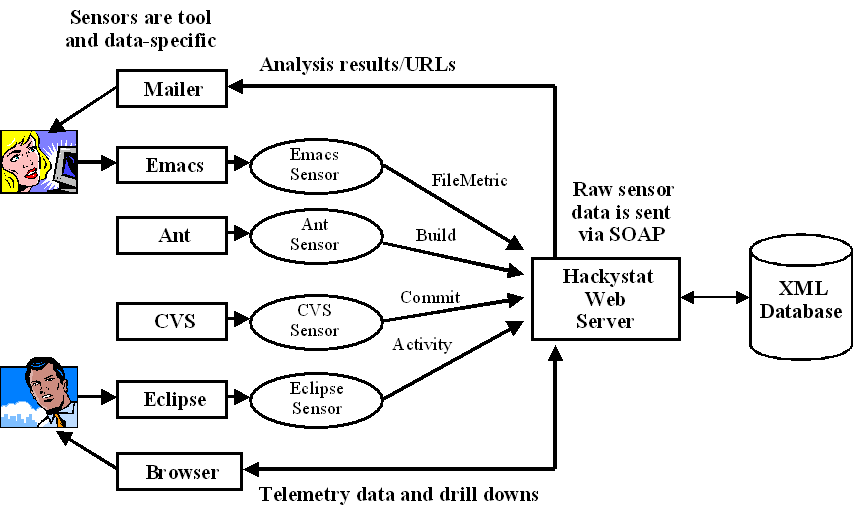 Sensors are tool
and data-specific
Analysis results/URLs
Mailer
Emacs
Emacs
Sensor
FileMetric
Raw sensor
data is sent
via SOAP
Ant
Ant
Sensor
Build
Hackystat
Web
Server
XML
Database
CVS
CVS
Sensor
Commit
Activity
Eclipse
Eclipse
Sensor
Browser
Telemetry data and drill downs